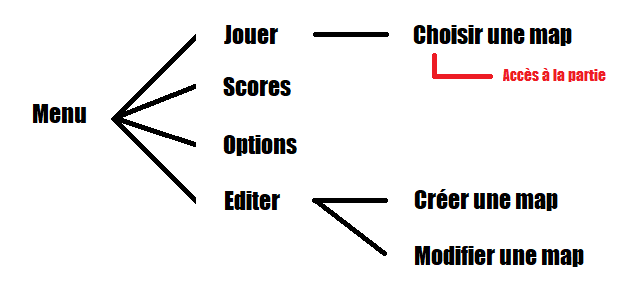 Menu
Jouer
Choisir une map
Accès à la partie
Scores
Options
Editer
Créer une map
Modifier une map